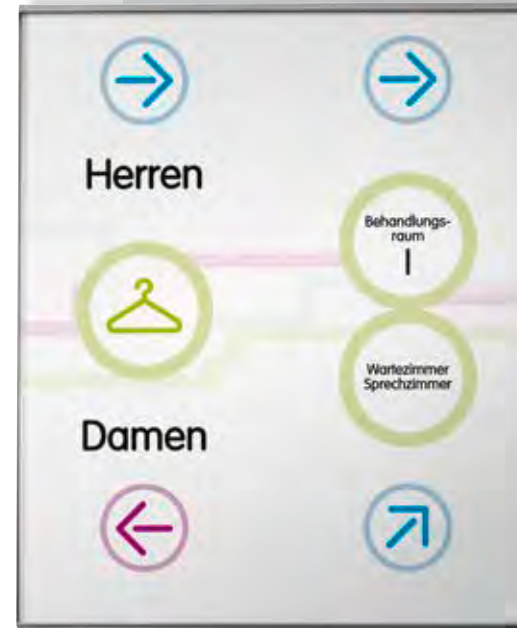 Herren
Damen
Behandlungs-
raum
I
Wartezimmer
Sprechzimmer